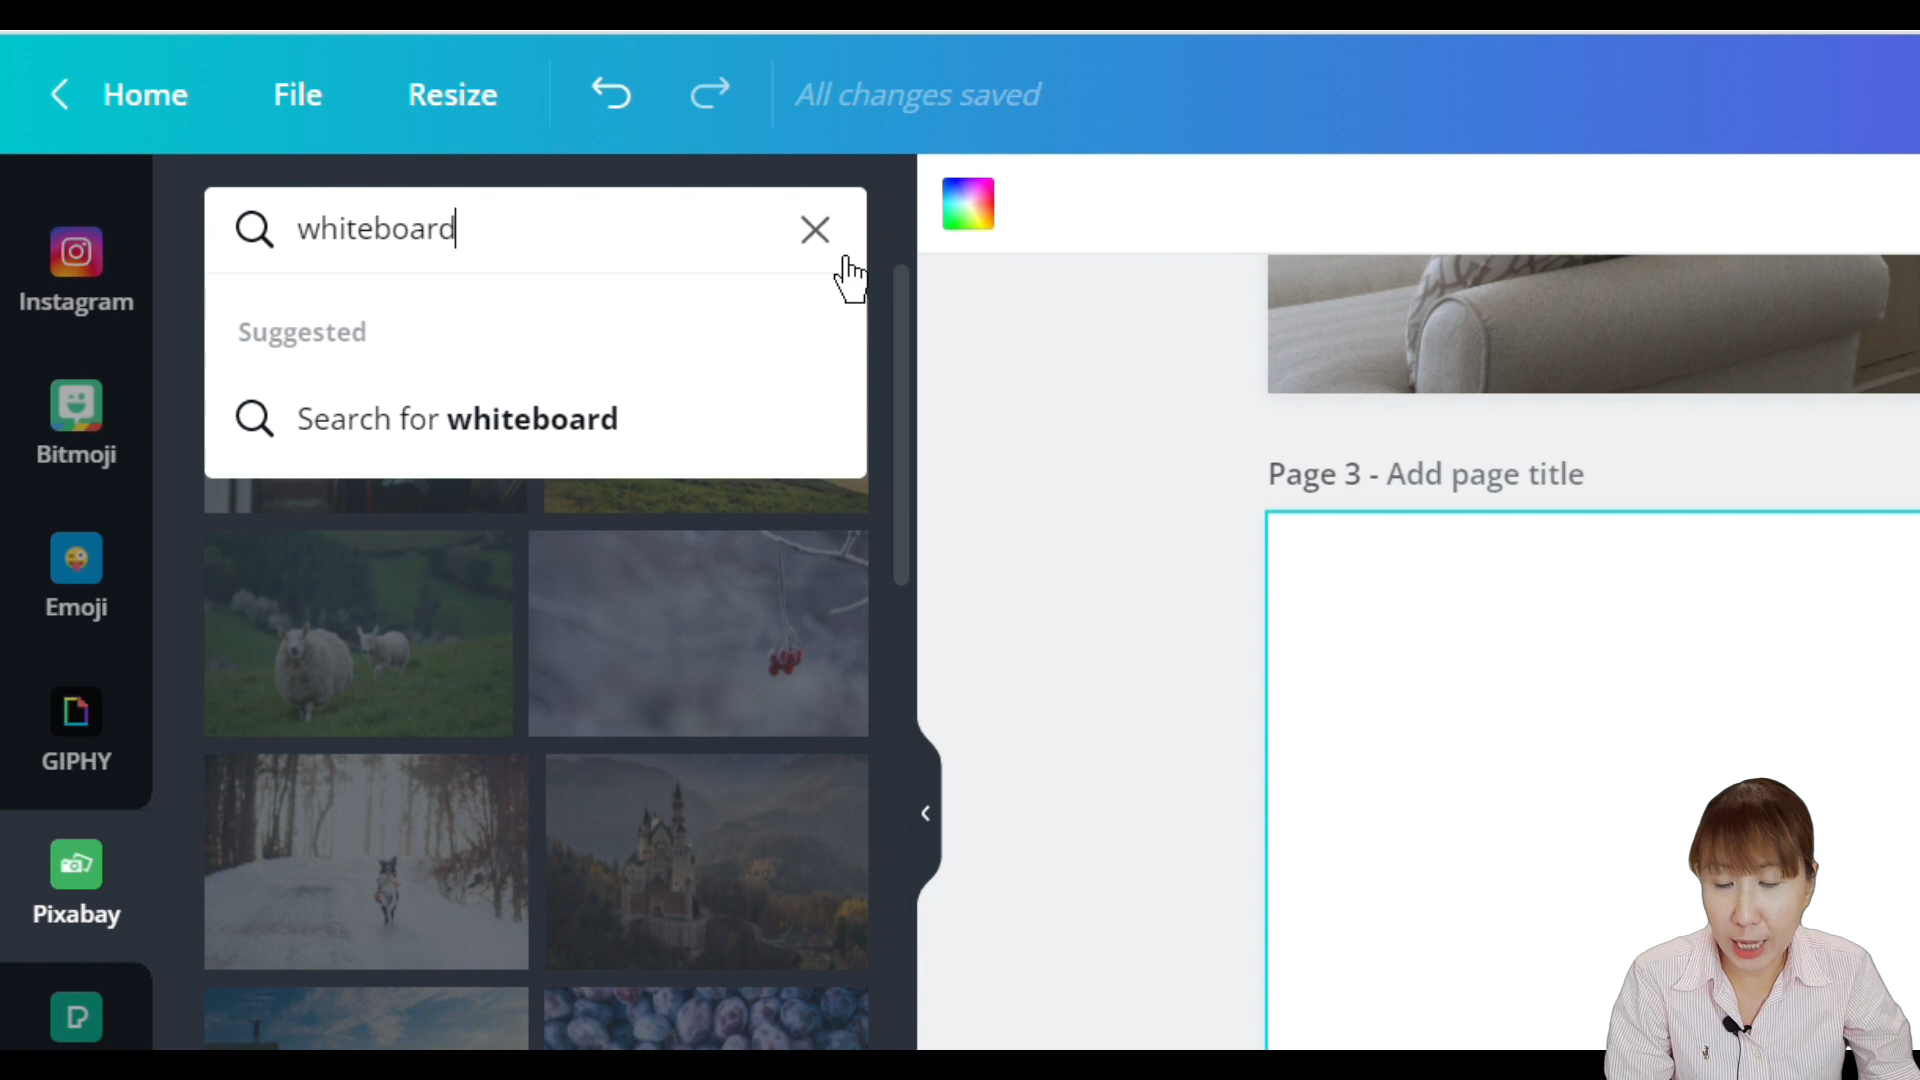 Home File Resize All changes saved
whiteboard
Suggested
Search for whiteboard
Instagram
Bitmoji
Emoji
GIPHY
Pixabay
Page 3 - Add page title